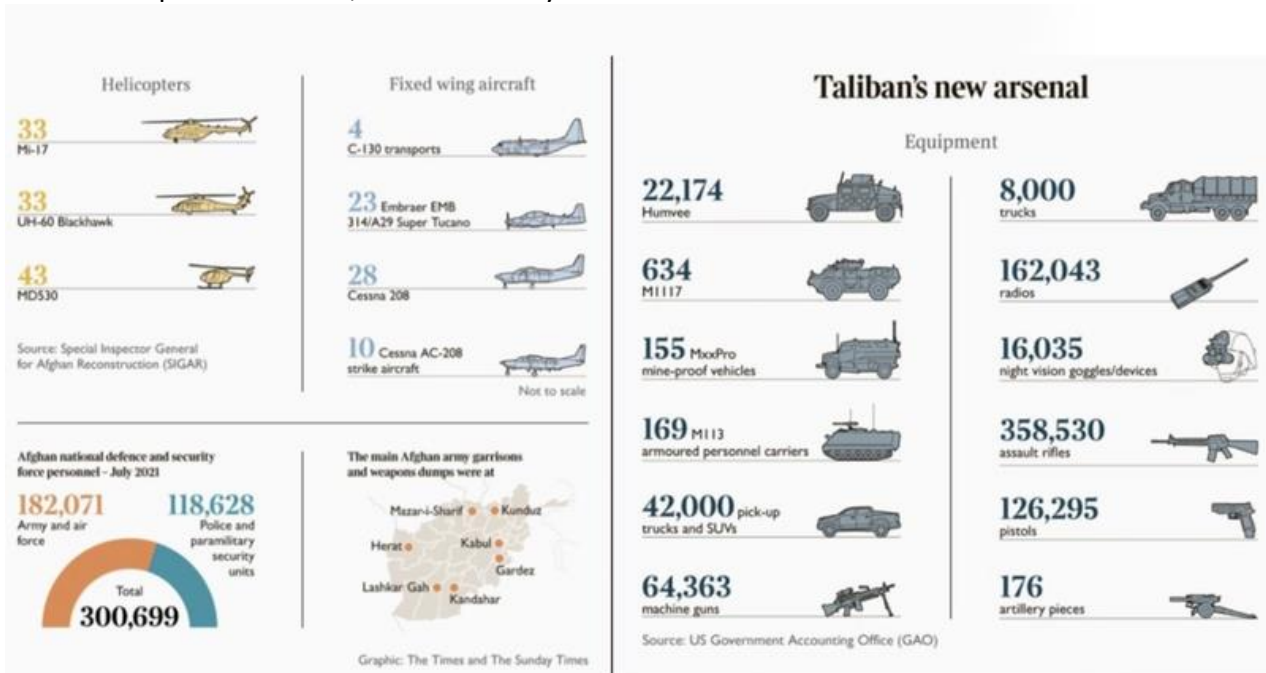 Helicopters
33
Mi-17
33
UH-60 Blackhawk
43
MD530
Source: Special Inspector General
for Afghan Reconstruction (SIGAR)
Fixed wing aircraft
4
C-130 transports
23 Embraer EMB
314/A29 Super Tucano
28
Cessna 208
10 Cessna AC-208
strike aircraft
Not to scale
Afghan national defence and security
force personnel – July 2021
182,071
Army and air
force
118,628
Police and
paramilitary
security
units
Total
300,699
The main Afghan army garrisons
and weapons dumps were at
Mazar-i-Sharif
Kunduz
Herat
Kabul
Gardez
Lashkar Gah
Kandahar
Graphic: The Times and The Sunday Times
Taliban's new arsenal
Equipment
22,174
Humvee
634
M1117
155 MxxPro
mine-proof vehicles
169 M113
armoured personnel carriers
42,000 pick-up
trucks and SUVs
64,363
machine guns
8,000
trucks
162,043
radios
16,035
night vision goggles/devices
358,530
assault rifles
126,295
pistols
176
artillery pieces
Source: US Government Accounting Office (GAO)